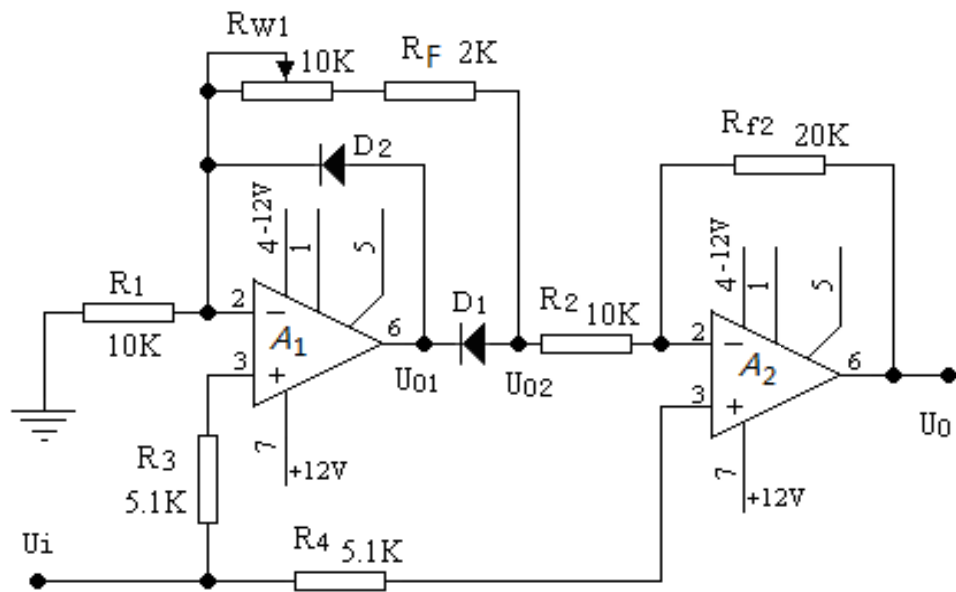 RW1
10K
RF 2K
D2
Rf2
20K
4 -12V
1
5
4 -12V
1
5
R1
10K
2
−
A1
6
3
+
U01
D1
U02
R2
10K
2
−
A2
6
3
+
U0
7
+12V
7
+12V
R3
5.1K
Ui
R4
5.1K